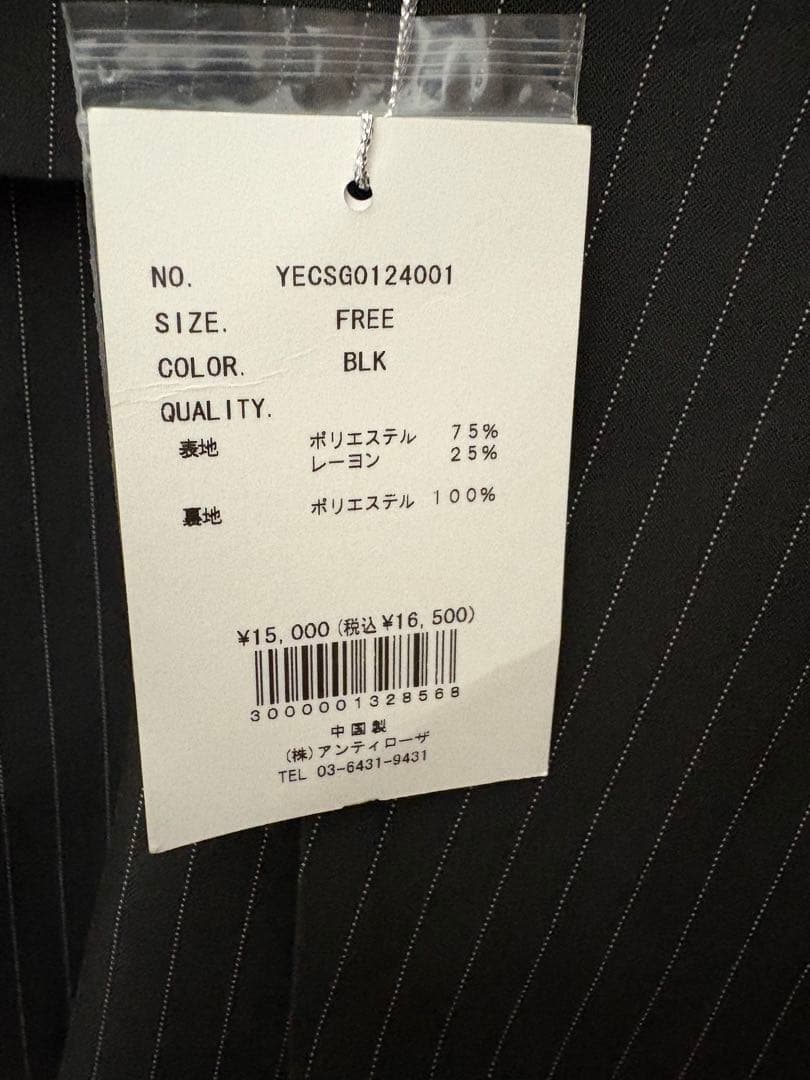 NO. YECSG0124001
SIZE. FREE
COLOR. BLK
QUALITY.
表地 ポリエステル 75%
レーヨン 25%
裏地 ポリエステル 100%
¥15,000(税込¥16,500)
3000001328568
中国製
(株)アンティローザ
TEL 03-6431-9431